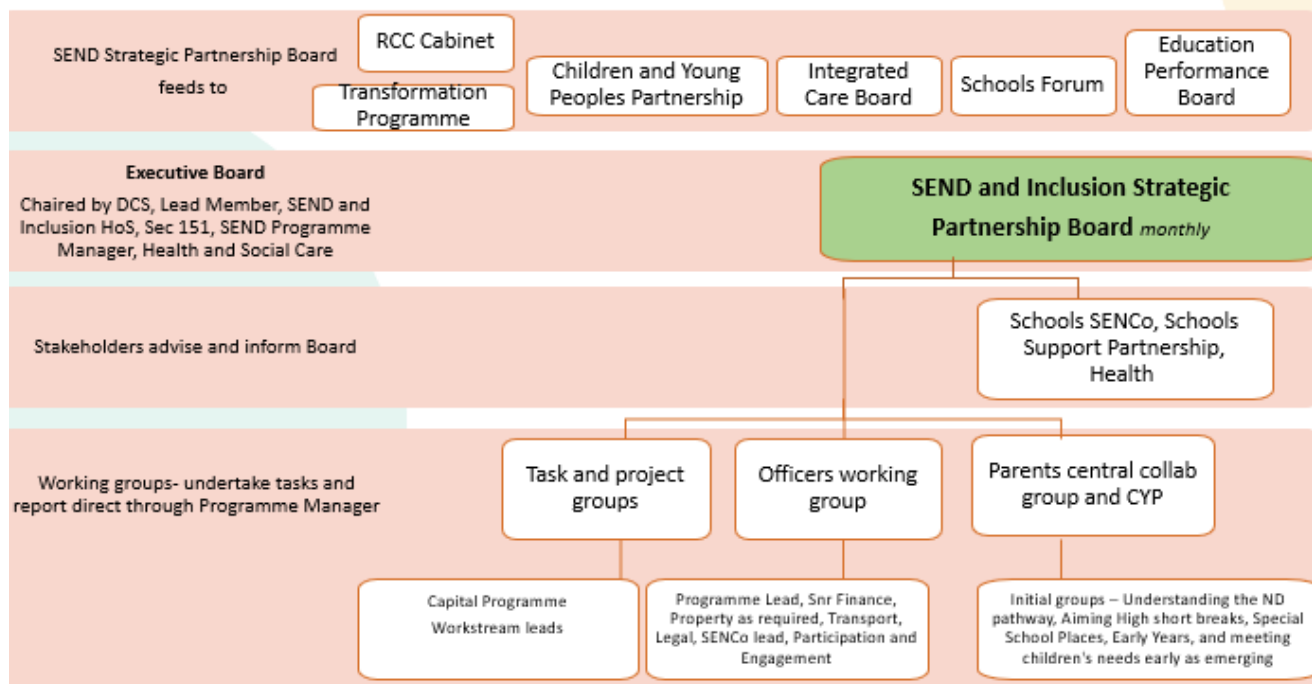 SEND Strategic Partnership Board
feeds to
RCC Cabinet
Transformation
Programme
Children and Young
Peoples Partnership
Integrated
Care Board
Schools Forum
Education
Performance
Board
Executive Board
Chaired by DCS, Lead Member, SEND and
Inclusion HoS, Sec 151, SEND Programme
Manager, Health and Social Care
SEND and Inclusion Strategic
Partnership Board monthly
Stakeholders advise and inform Board
Schools SENCo, Schools
Support Partnership,
Health
Working groups- undertake tasks and
report direct through Programme Manager
Task and project
groups
Officers working
group
Parents central collab
group and CYP
Capital Programme
Workstream leads
Programme Lead, Snr Finance,
Property as required, Transport,
Legal, SENCo lead, Participation and
Engagement
Initial groups – Understanding the ND
pathway, Aiming High short breaks, Special
School Places, Early Years, and meeting
children's needs early as emerging